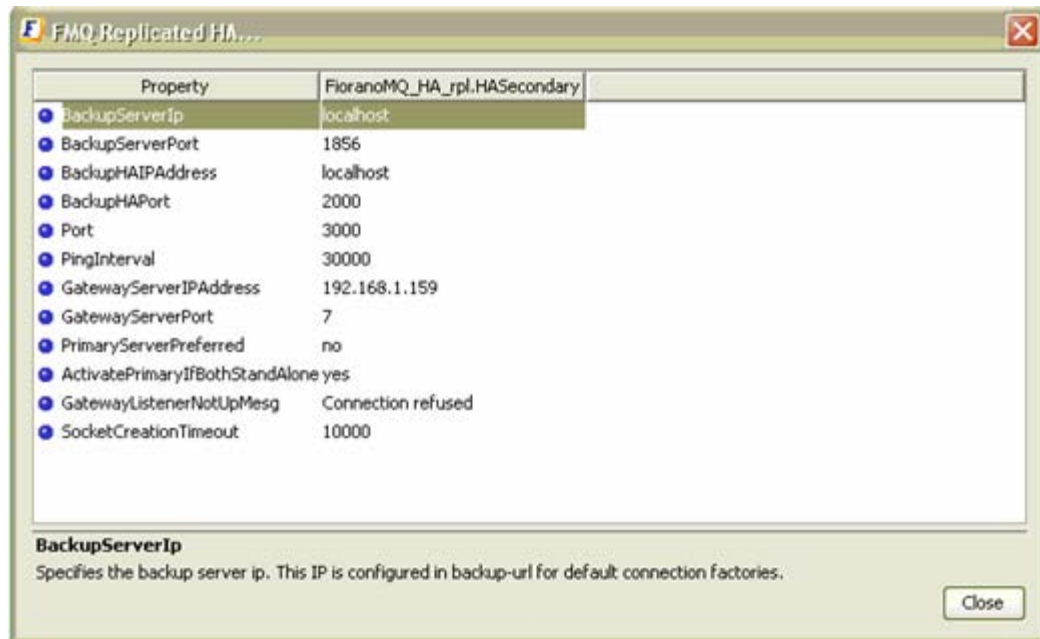 FMQ Replicated HA...
Property FioranoMQ_HA_rpl.HASecondary
BackupServerIp localhost
BackupServerPort 1856
BackupHAIPAddress localhost
BackupHAPort 2000
Port 3000
PingInterval 30000
GatewayServerIPAddress 192.168.1.159
GatewayServerPort 7
PrimaryServerPreferred no
ActivatePrimaryIfBothStandAlone yes
GatewayListenerNotUpMesg Connection refused
SocketCreationTimeout 10000
BackupServerIp
Specifies the backup server ip. This IP is configured in backup-url for default connection factories.
Close